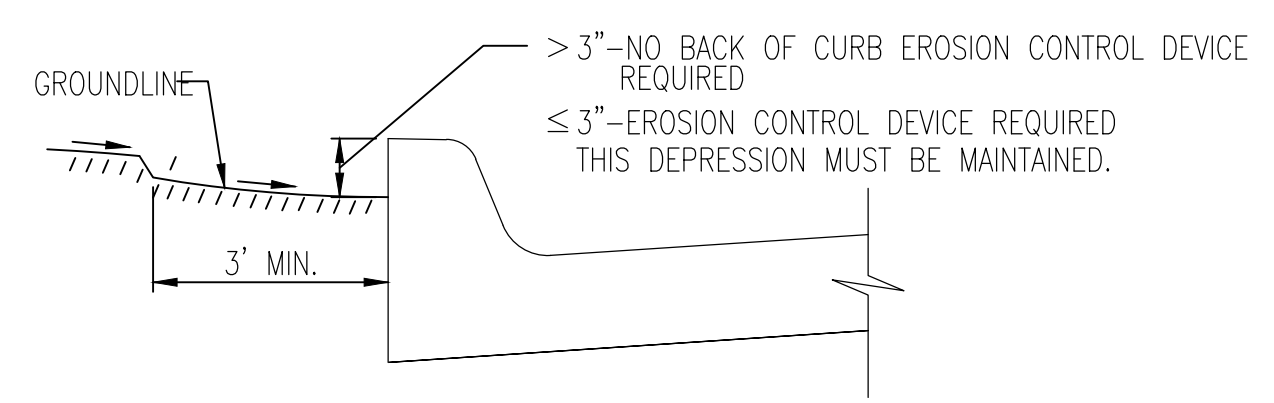 >3"-NO BACK OF CURB EROSION CONTROL DEVICE
REQUIRED
≤3"-EROSION CONTROL DEVICE REQUIRED
THIS DEPRESSION MUST BE MAINTAINED.
GROUNDLINE
3' MIN.